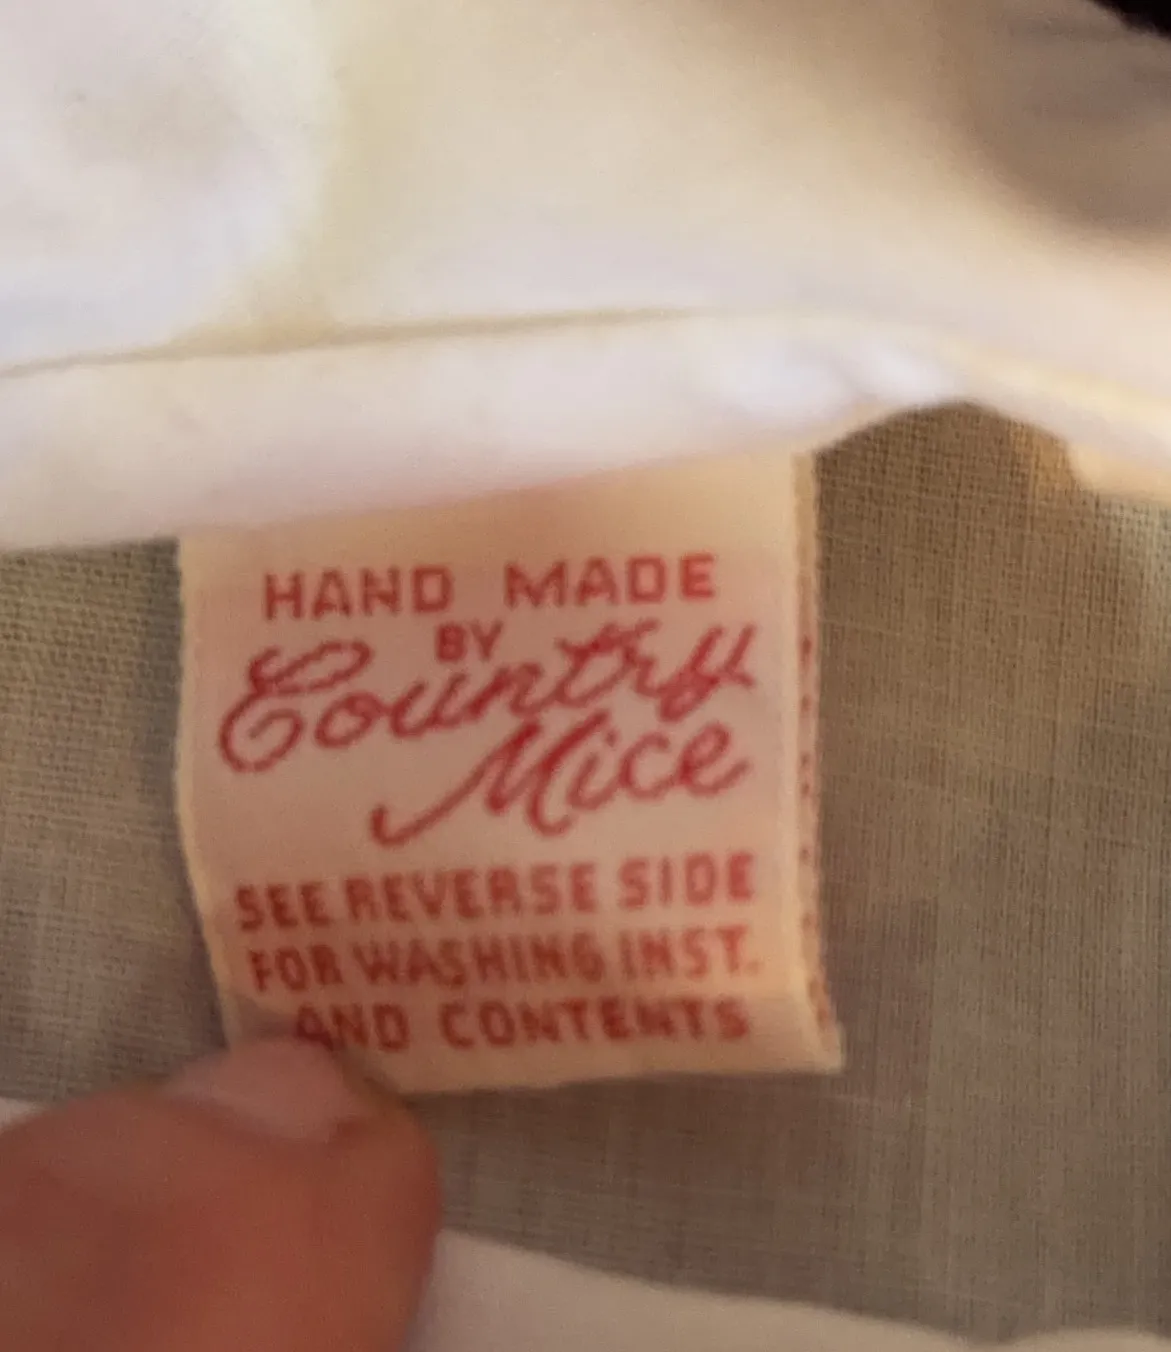 HAND MADE
BY
Country
Mice
SEE REVERSE SIDE
FOR WASHING INST.
AND CONTENTS